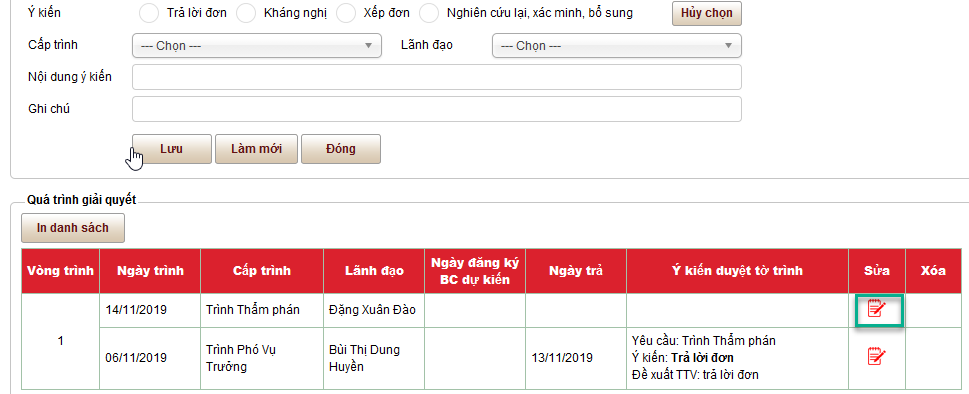 Ý kiến Trả lời đơn Kháng nghị Xếp đơn Nghiên cứu lại, xác minh, bổ sung Hủy chọn
Cấp trình --- Chọn --- Lãnh đạo --- Chọn ---
Nội dung ý kiến
Ghi chú
Lưu Làm mới Đóng
Quá trình giải quyết
In danh sách
Vòng trình Ngày trình Cấp trình Lãnh đạo Ngày đăng ký BC dự kiến Ngày trả Ý kiến duyệt tờ trình Sửa Xóa
1
14/11/2019 Trình Thẩm phán Đặng Xuân Đào
06/11/2019 Trình Phó Vụ Trưởng Bùi Thị Dung Huyền 13/11/2019
Yêu cầu: Trình Thẩm phán
Ý kiến: Trả lời đơn
Đề xuất TTV: trả lời đơn